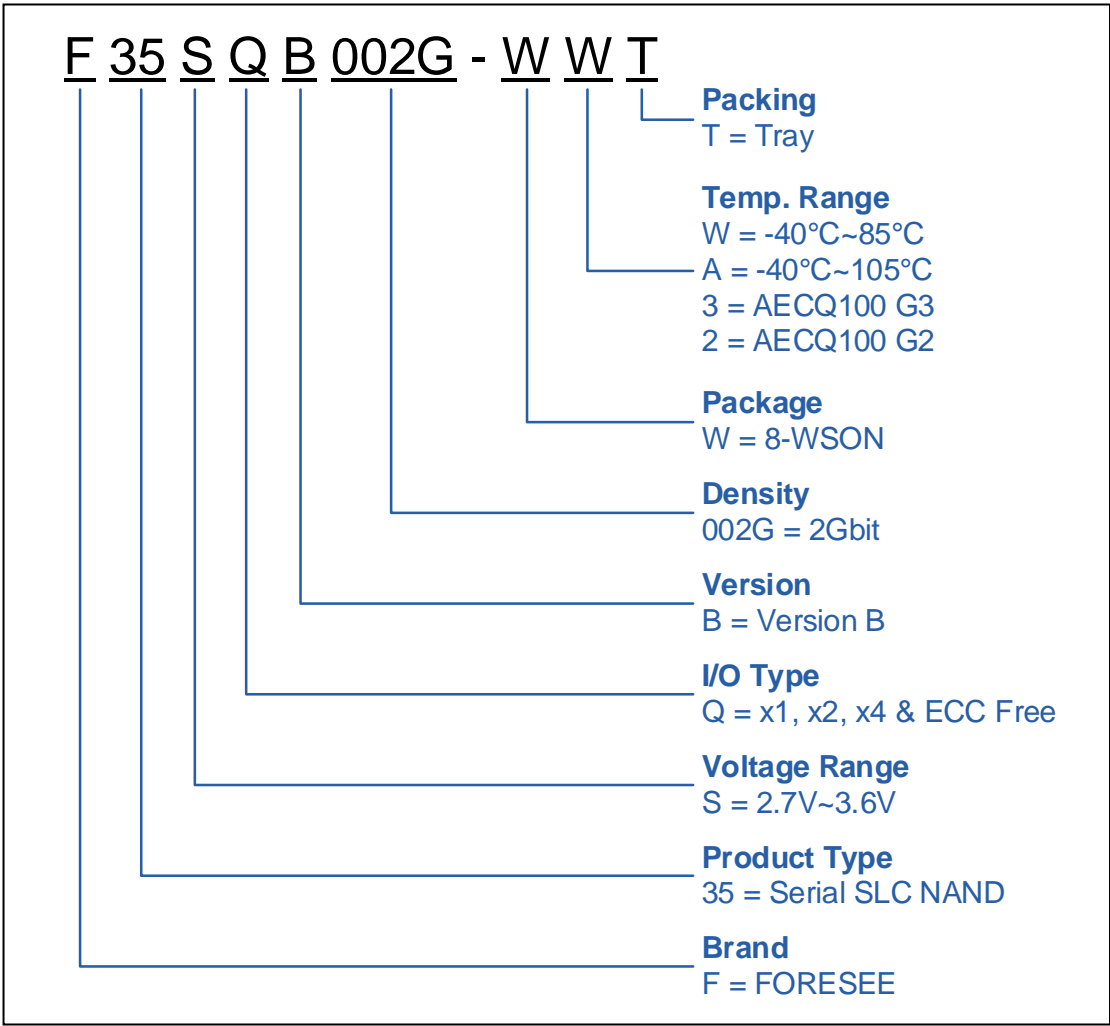 F 35 S Q B 002G - W W T
Packing
T = Tray
Temp. Range
W = -40°C~85°C
A = -40°C~105°C
3 = AECQ100 G3
2 = AECQ100 G2
Package
W = 8-WSON
Density
002G = 2Gbit
Version
B = Version B
I/O Type
Q = x1, x2, x4 & ECC Free
Voltage Range
S = 2.7V~3.6V
Product Type
35 = Serial SLC NAND
Brand
F = FORESEE